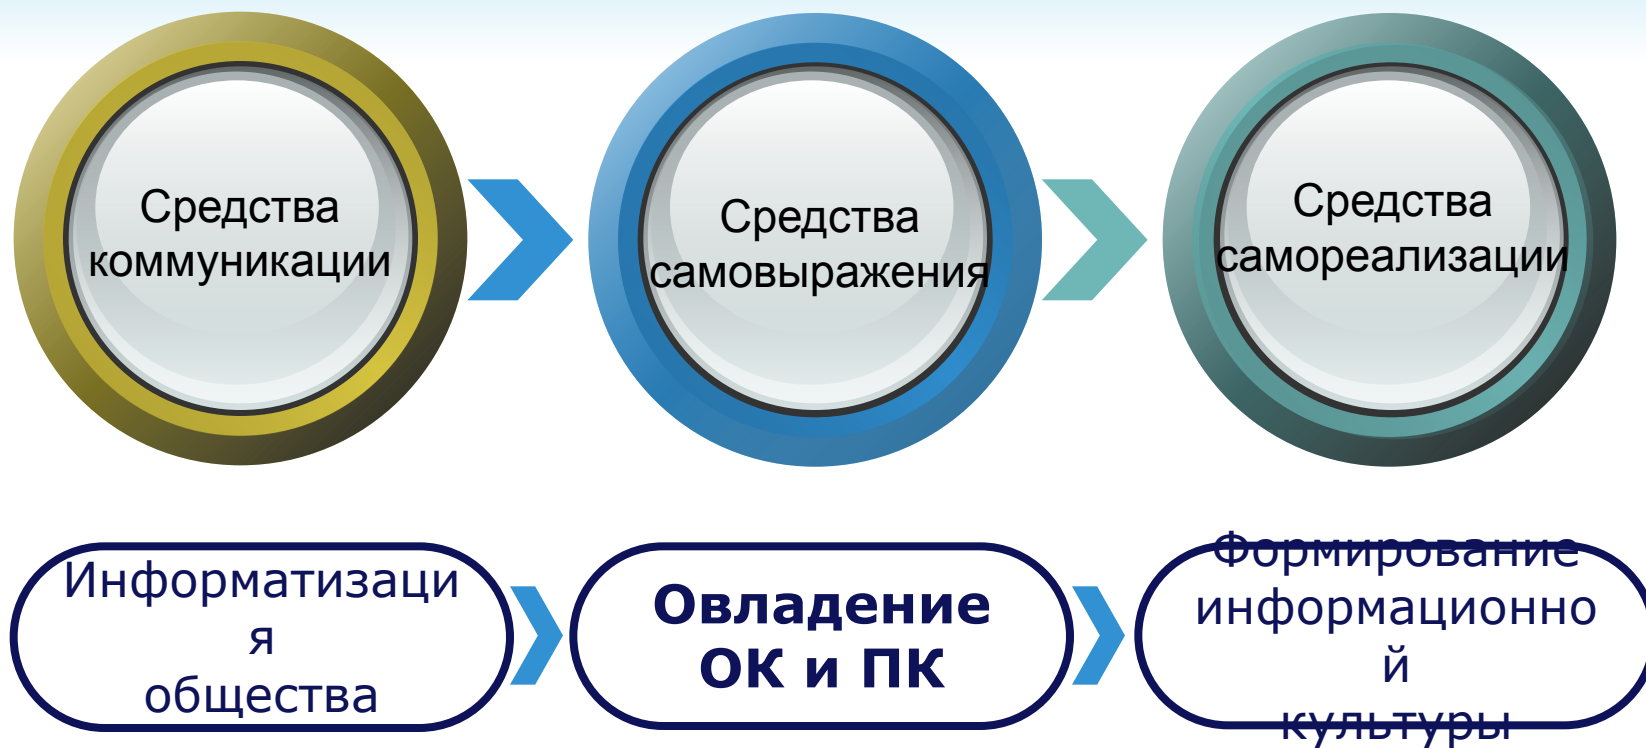 Средства
коммуникации
Средства
самовыражения
Средства
самореализации
Информатизаци
я
общества
Овладение
ОК и ПК
Формирование
информационно
й
культуры